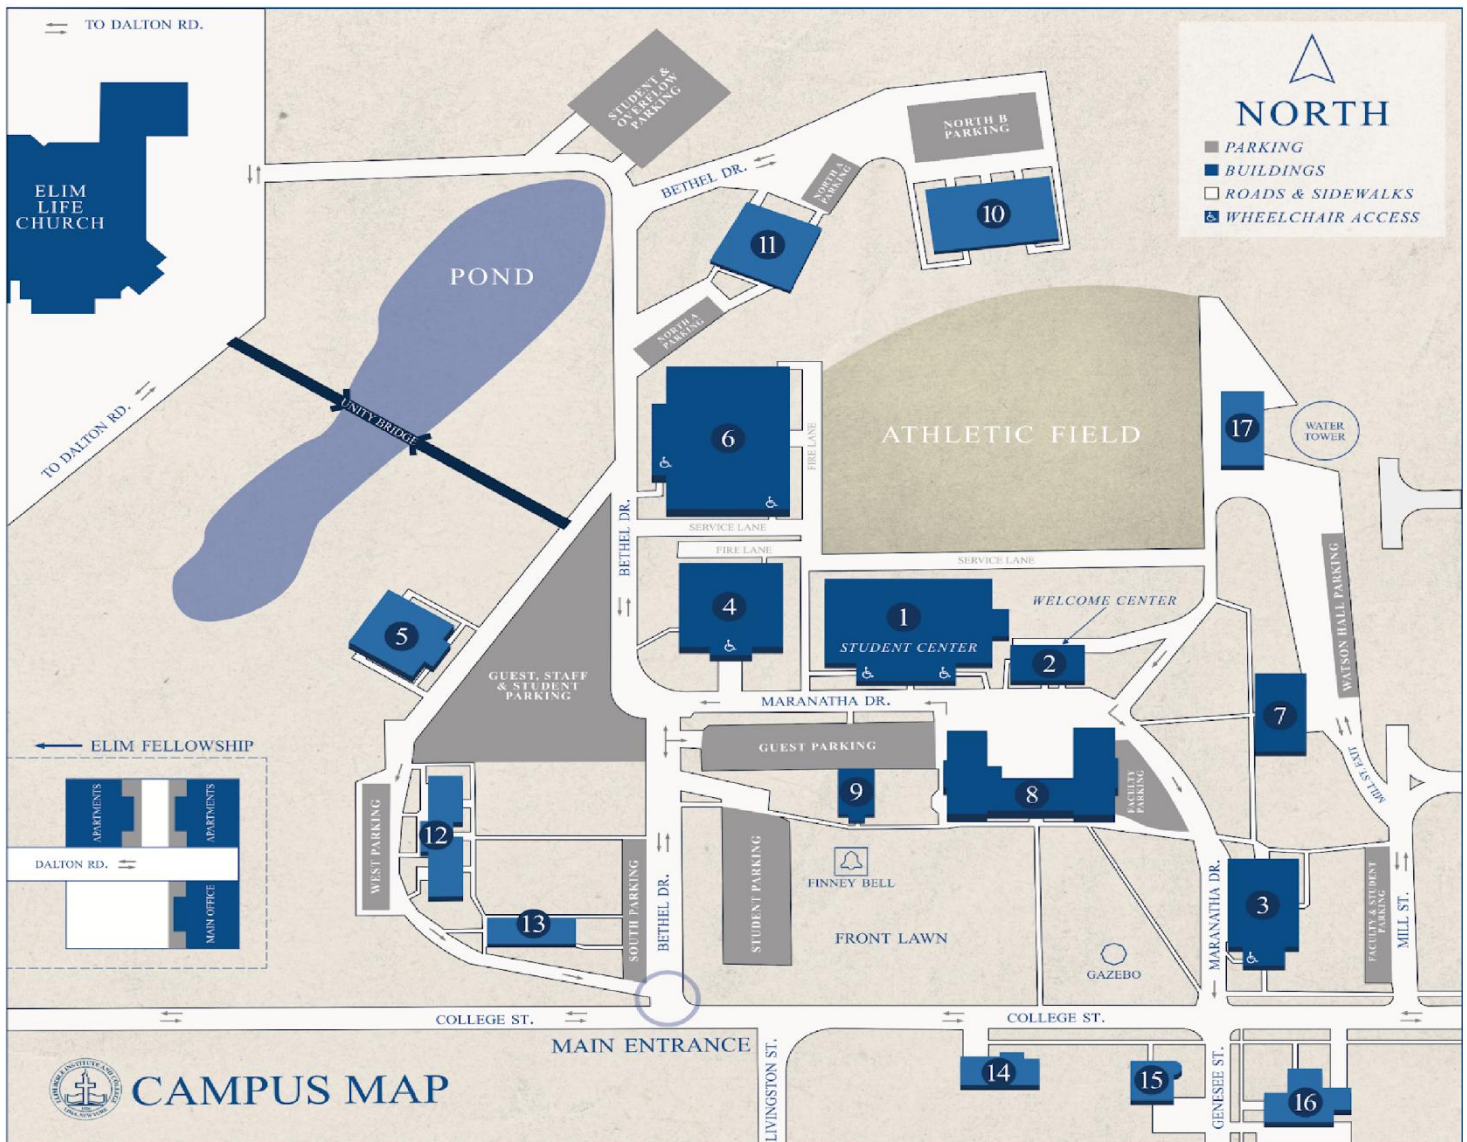 TO DALTON RD.
NORTH
PARKING
BUILDINGS
ROADS & SIDEWALKS
WHEELCHAIR ACCESS
STUDENT &
OVERFLOW
PARKING
NORTH B
PARKING
BETHEL DR.
NORTH A
PARKING
ELIM
LIFE
CHURCH
10
11
POND
NORTH A
PARKING
UNITY BRIDGE
TO DALTON RD.
6
FIRE LANE
ATHLETIC FIELD
17
WATER
TOWER
BETHEL DR.
SERVICE LANE
FIRE LANE
SERVICE LANE
WATSON HALL PARKING
4
1
STUDENT CENTER
WELCOME CENTER
2
5
GUEST, STAFF
& STUDENT
PARKING
MARANATHA DR.
7
GUEST PARKING
ELIM FELLOWSHIP
APARTMENTS
APARTMENTS
DALTON RD.
MAIN OFFICE
9
8
FACULTY
PARKING
MILL ST. EXIT
WEST PARKING
12
13
SOUTH PARKING
BETHEL DR.
STUDENT PARKING
FINNEY BELL
FRONT LAWN
GAZEBO
MARANATHA DR.
3
FACULTY & STUDENT
PARKING
MILL ST.
COLLEGE ST.
COLLEGE ST.
MAIN ENTRANCE
LIVINGSTON ST.
14
15
GENESEE ST.
16
CAMPUS MAP